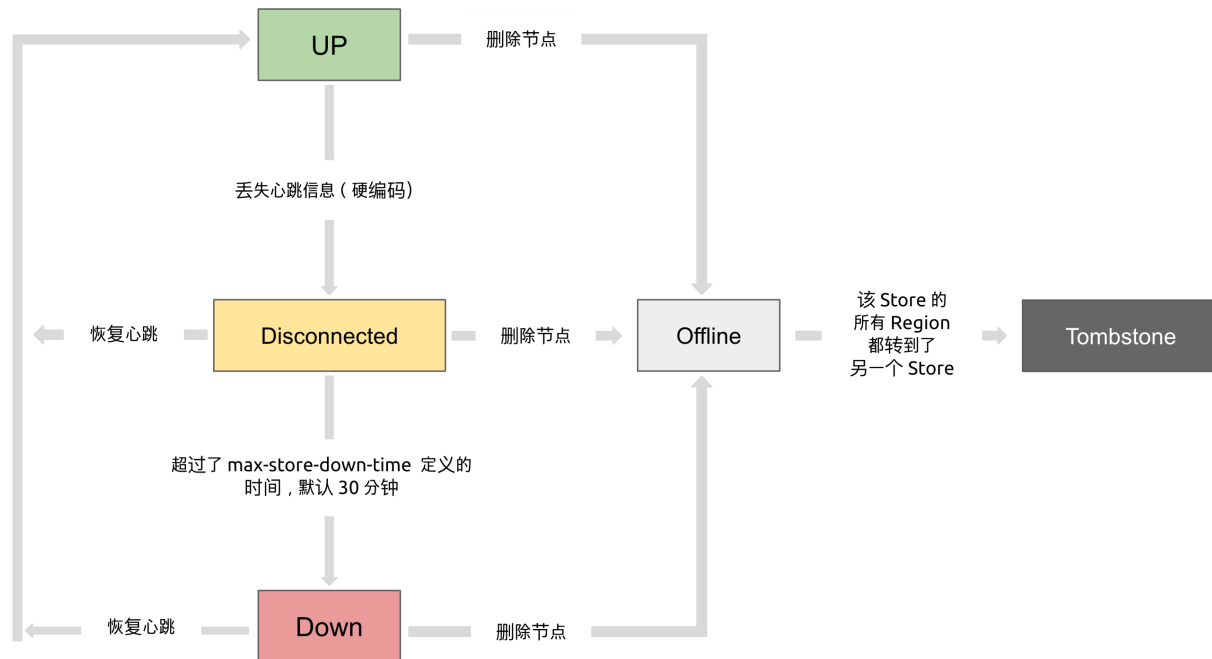 UP
删除节点
丢失心跳信息（硬编码）
恢复心跳
Disconnected
删除节点
Offline
该 Store 的
所有 Region
都转到了
另一个 Store
Tombstone
超过了 max-store-down-time 定义的
时间，默认 30 分钟
恢复心跳
Down
删除节点